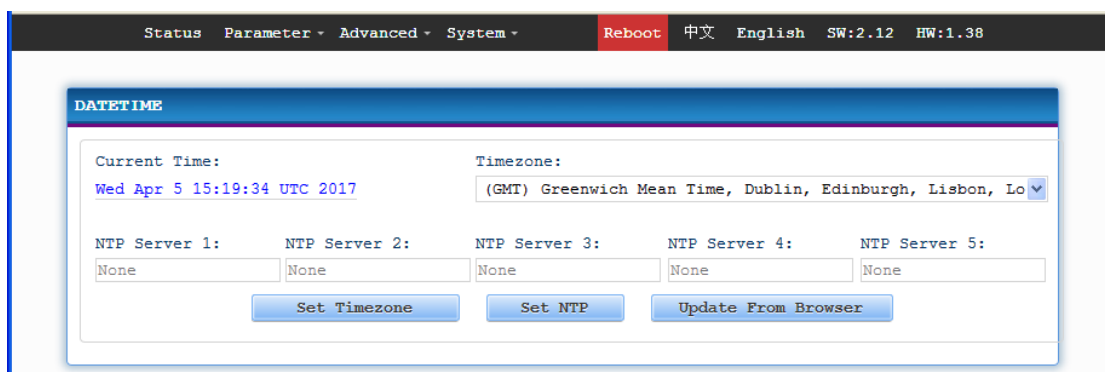 Status Parameter Advanced System Reboot 中文 English SW:2.12 HW:1.38
DATETIME
Current Time: Timezone:
Wed Apr 5 15:19:34 UTC 2017 (GMT) Greenwich Mean Time, Dublin, Edinburgh, Lisbon, Lo
NTP Server 1: NTP Server 2: NTP Server 3: NTP Server 4: NTP Server 5:
None None None None None
Set Timezone Set NTP Update From Browser